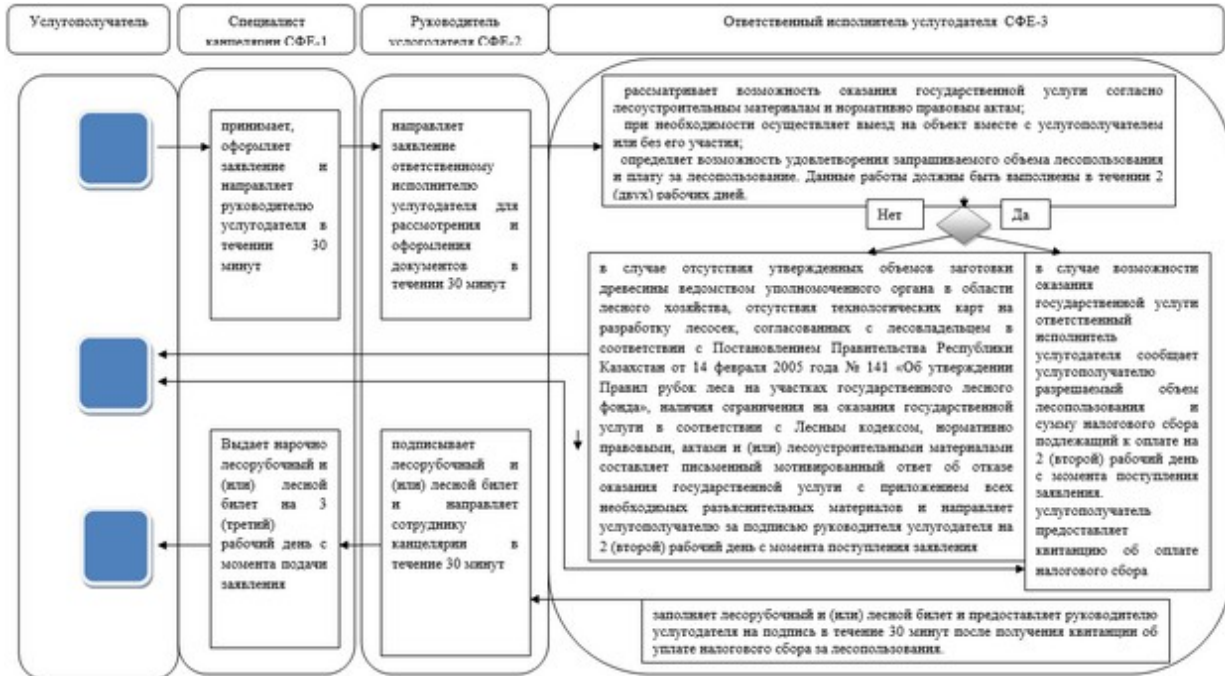 Услугополучатель
Специалист
канцелярии СФЕ-1
Руководитель
услогодателя СФЕ-2
Ответственный исполнитель услугодателя СФЕ-3
принимает,
оформляет
заявление и
направляет
руководителю
услугодателя в
течении 30
минут
направляет
заявление
ответственному
исполнителю
услугодателя для
рассмотрения и
оформления
документов в
течении 30 минут
рассматривает возможность оказания государственной услуги согласно
лесоустроительным материалам и нормативно правовым актам;
при необходимости осуществляет выезд на объект вместе с услугополучателем
или без его участия;
определяет возможность удовлетворения запрашиваемого объема лесопользования
и плату за лесопользование. Данные работы должны быть выполнены в течении 2
(двух) рабочих дней.
Нет
Да
в случае отсутствия утвержденных объемов заготовки
древесины ведомством уполномоченного органа в области
лесного хозяйства, отсутствия технологических карт на
разработку лесосек, согласованных с лесовладельцем в
соответствии с Постановлением Правительства Республики
Казахстан от 14 февраля 2005 года № 141 «Об утверждении
Правил рубок леса на участках государственного лесного
фонда», наличия ограничения на оказания государственной
услуги в соответствии с Лесным кодексом, нормативно
правовыми, актами и (или) лесоустроительными материалами
составляет письменный мотивированный ответ об отказе
оказания государственной услуги с приложением всех
необходимых разъяснительных материалов и направляет
услугополучателю за подписью руководителя услугодателя на
2 (второй) рабочий день с момента поступления заявления
в случае возможности
оказания
государственной услуги
ответственный
исполнитель
услугодателя сообщает
услугополучателю
разрешаемый объем
лесопользования и
сумму налогового сбора
подлежащий к оплате на
2 (второй) рабочий день
с момента поступления
заявления.
услугополучатель
предоставляет
квитанцию об оплате
налогового сбора
Выдает нарочно
лесорубочный и
(или) лесной
билет на 3
(третий)
рабочий день с
момента подачи
заявления
подписывает
лесорубочный и
(или) лесной билет
и направляет
сотруднику
канцелярии в
течение 30 минут
заполняет лесорубочный и (или) лесной билет и предоставляет руководителю
услугодателя на подпись в течение 30 минут после получения квитанции об
уплате налогового сбора за лесопользования.